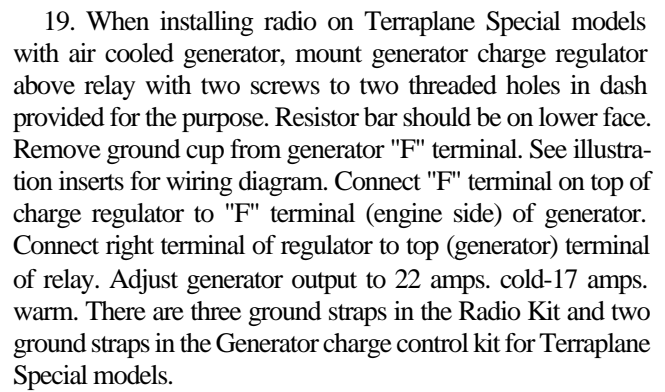 19. When installing radio on Terraplane Special models
with air cooled generator, mount generator charge regulator
above relay with two screws to two threaded holes in dash
provided for the purpose. Resistor bar should be on lower face.
Remove ground cup from generator "F" terminal. See illustra-
tion inserts for wiring diagram. Connect "F" terminal on top of
charge regulator to "F" terminal (engine side) of generator.
Connect right terminal of regulator to top (generator) terminal
of relay. Adjust generator output to 22 amps. cold-17 amps.
warm. There are three ground straps in the Radio Kit and two
ground straps in the Generator charge control kit for Terraplane
Special models.